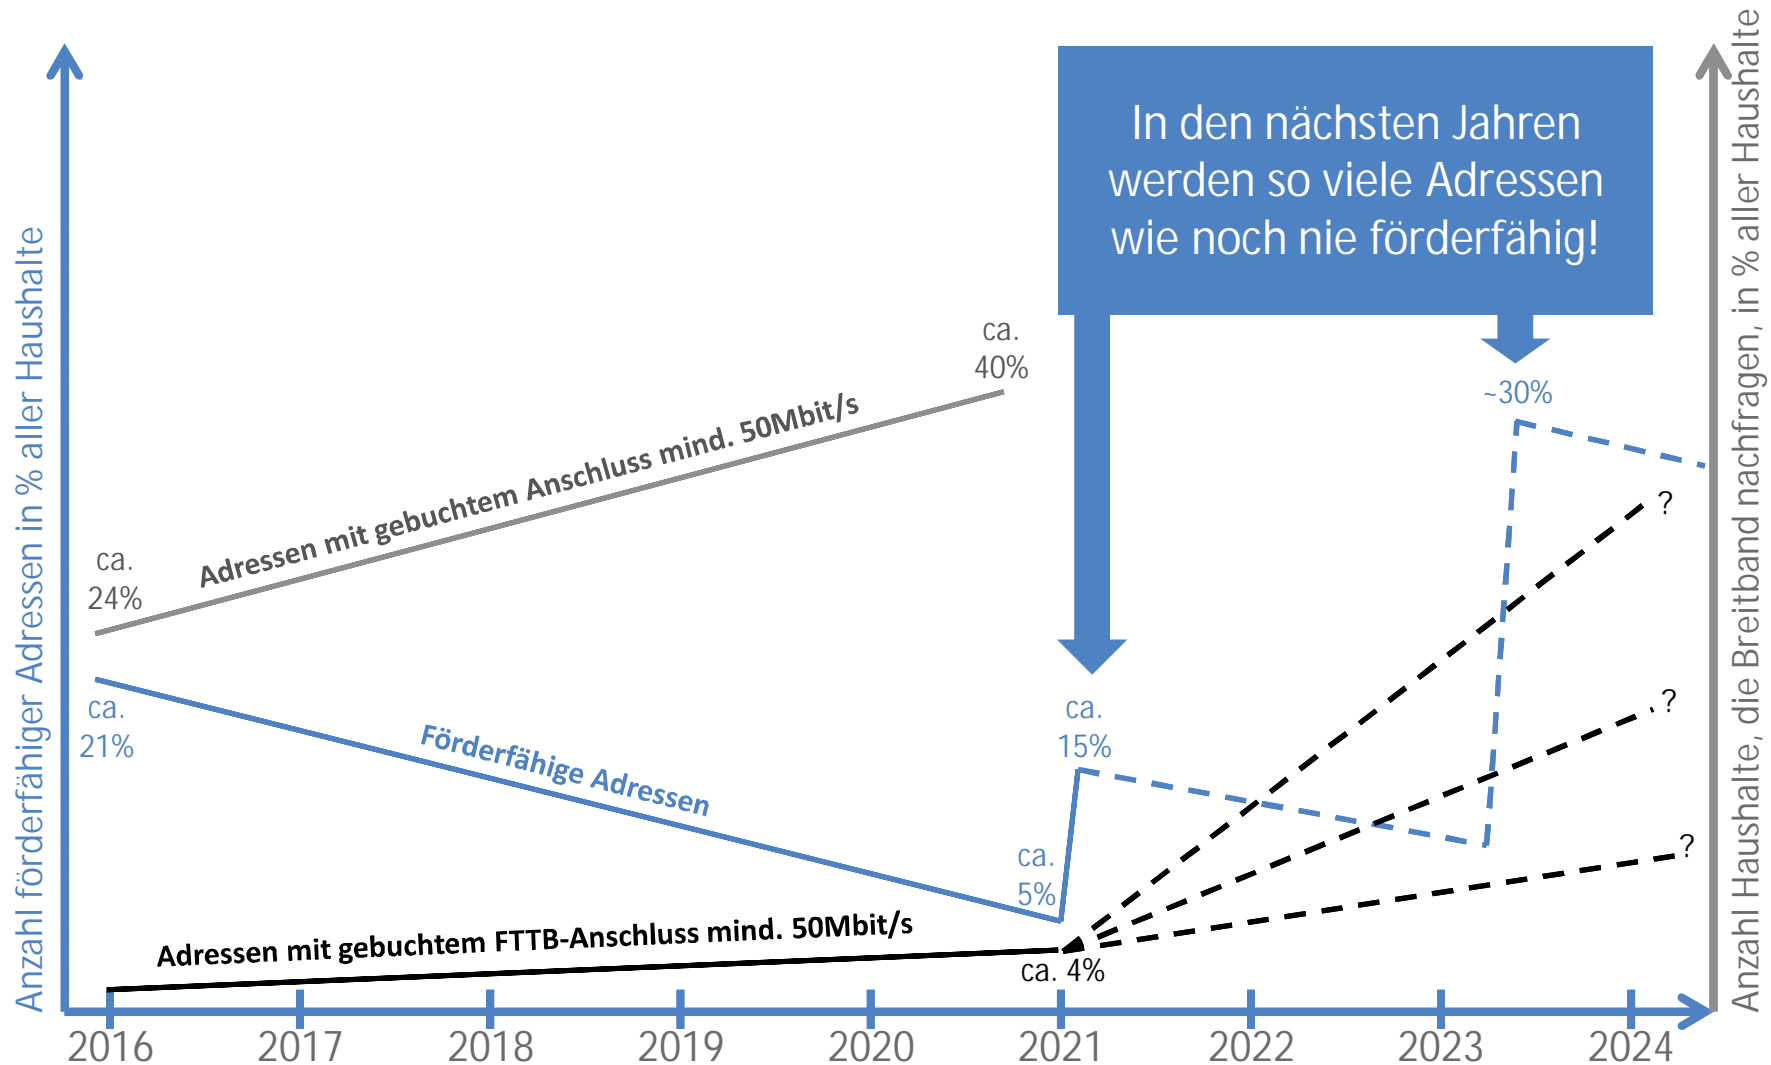 In den nächsten Jahren
werden so viele Adressen
wie noch nie förderfähig!
Anzahl förderfähiger Adressen in % aller Haushalte
Anzahl Haushalte, die Breitband nachfragen, in % aller Haushalte
ca.
40%
~30%
Adressen mit gebuchtem Anschluss mind. 50Mbit/s
?
ca.
24%
ca.
21%
Förderfähige Adressen
ca.
15%
?
ca.
5%
?
Adressen mit gebuchtem FTTB-Anschluss mind. 50Mbit/s
ca. 4%
2016 2017 2018 2019 2020 2021 2022 2023 2024